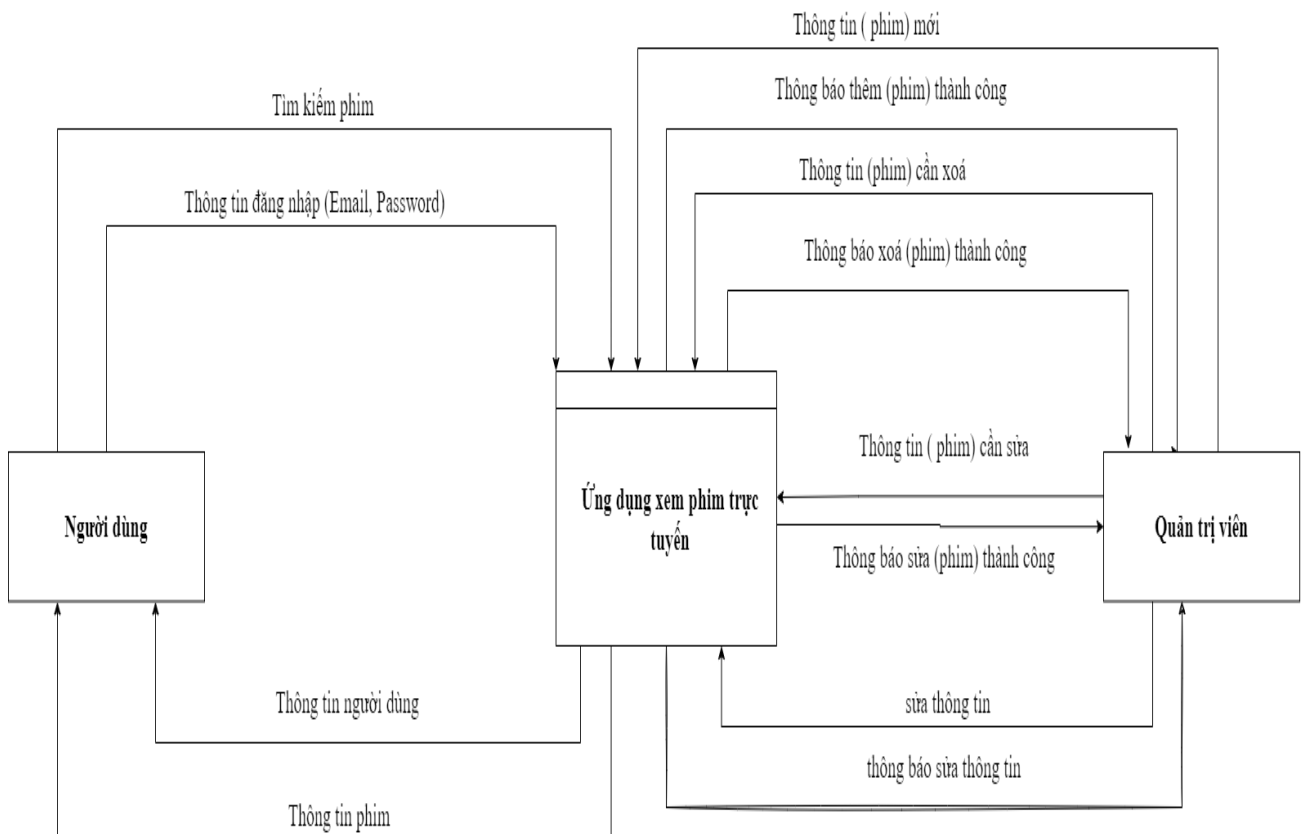 Thông tin ( phim) mới
Thông báo thêm (phim) thành công
Tìm kiếm phim
Thông tin (phim) cần xoá
Thông tin đăng nhập (Email, Password)
Thông báo xoá (phim) thành công
Thông tin ( phim) cần sửa
Người dùng
Ứng dụng xem phim trực
tuyến
Quản trị viên
Thông báo sửa (phim) thành công
Thông tin người dùng
sửa thông tin
thông báo sửa thông tin
Thông tin phim